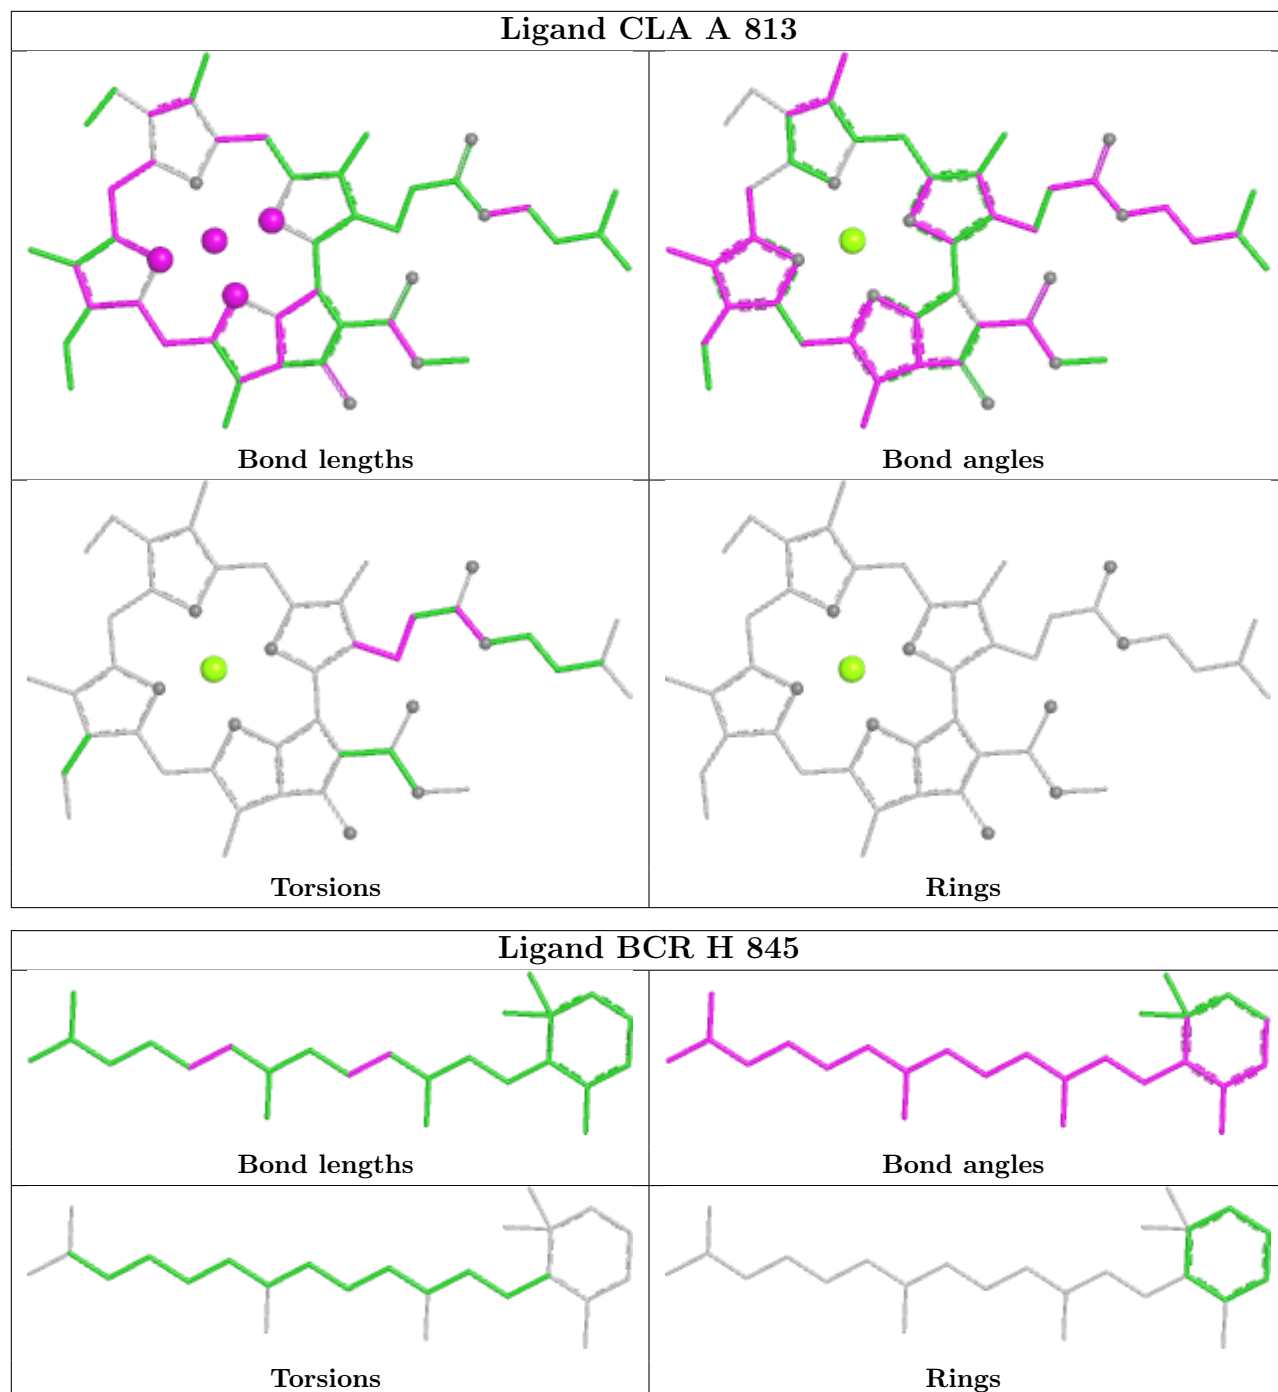 Ligand CLA A 813
Bond lengths
Bond angles
Torsions
Rings
Ligand BCR H 845
Bond lengths
Bond angles
Torsions
Rings